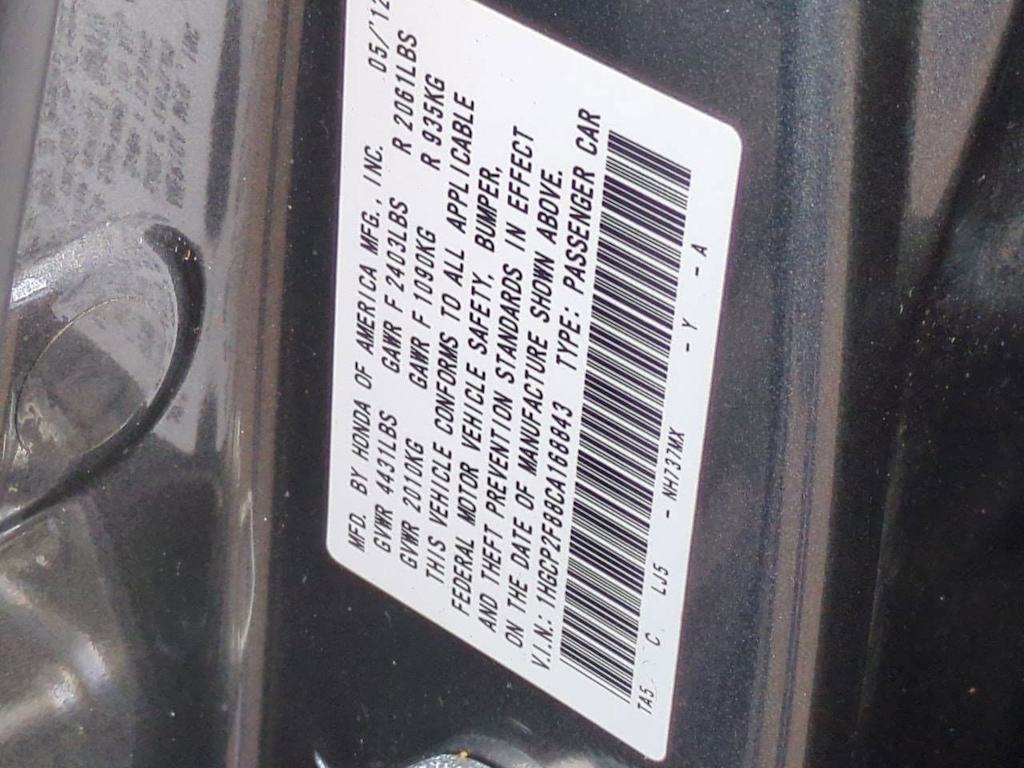 MFD. BY HONDA OF AMERICA MFG., INC. 05/'12
GVWR 4431LBS GAWR F 2403LBS R 2061LBS
GVWR 2010KG GAWR F 1090KG R 935KG
THIS VEHICLE CONFORMS TO ALL APPLICABLE
FEDERAL MOTOR VEHICLE SAFETY, BUMPER,
AND THEFT PREVENTION STANDARDS IN EFFECT
ON THE DATE OF MANUFACTURE SHOWN ABOVE.
V.I.N.: 1HGCP2F88CA168843 TYPE: PASSENGER CAR
TA5 C LJ5 - NH737MX - Y - A